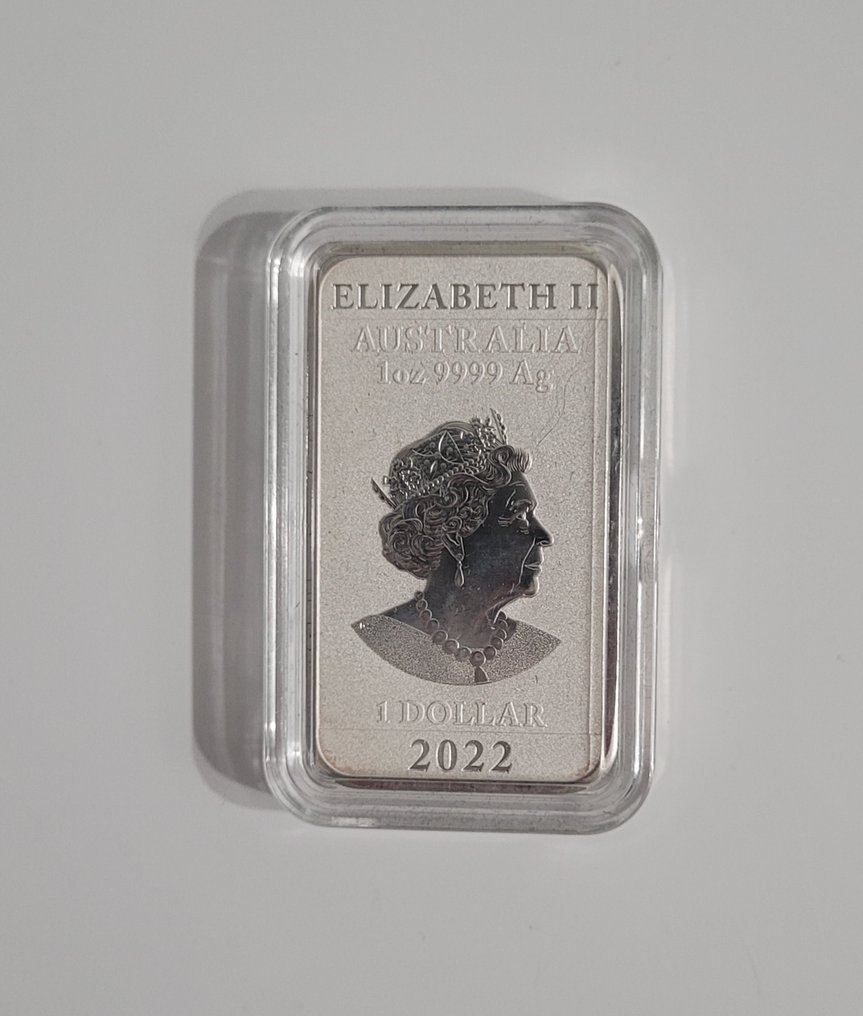 ELIZABETH II
AUSTRALIA
1oz 9999 Ag
1 DOLLAR
2022